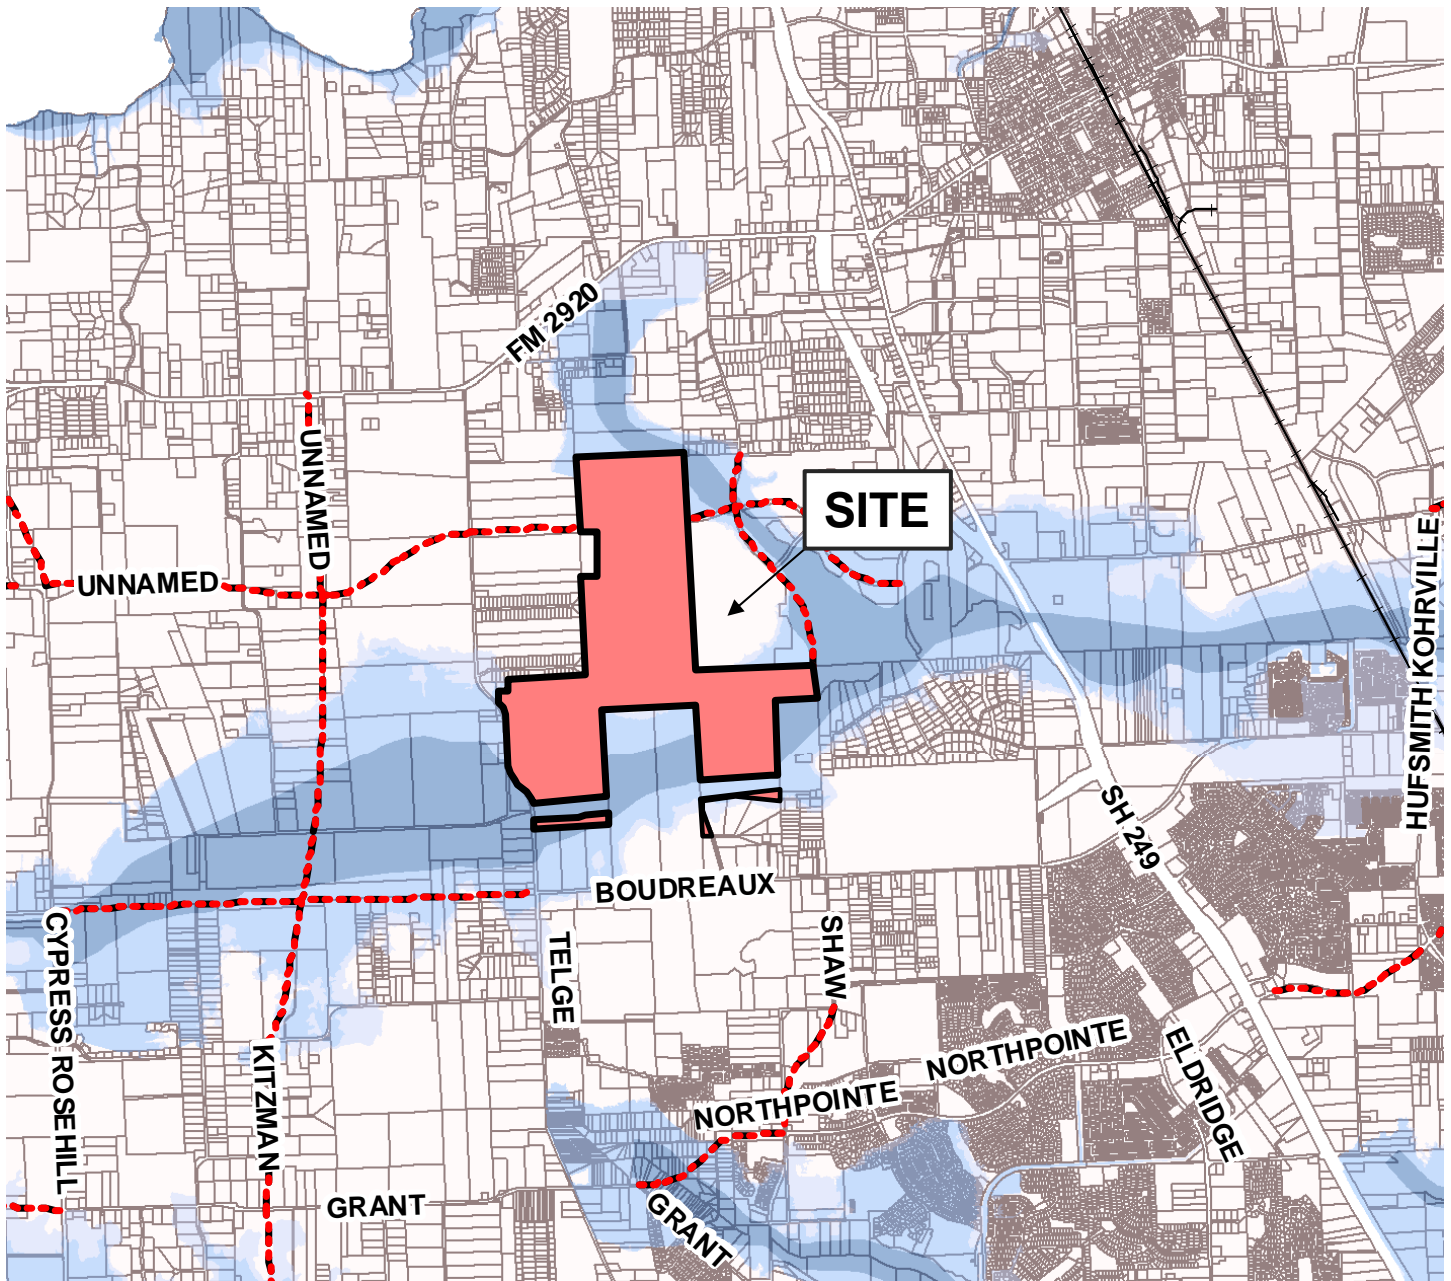 FM 2920
UNNAMED
SITE
UNNAMED
HUFSMITH KOHRVILLE
SH 249
BOUDREAUX
CYPRESS ROSEHILL
TELGE
SHAW
KITZMAN
NORTHPOINTE
NORTHPOINTE
ELDRIDGE
GRANT
GRANT